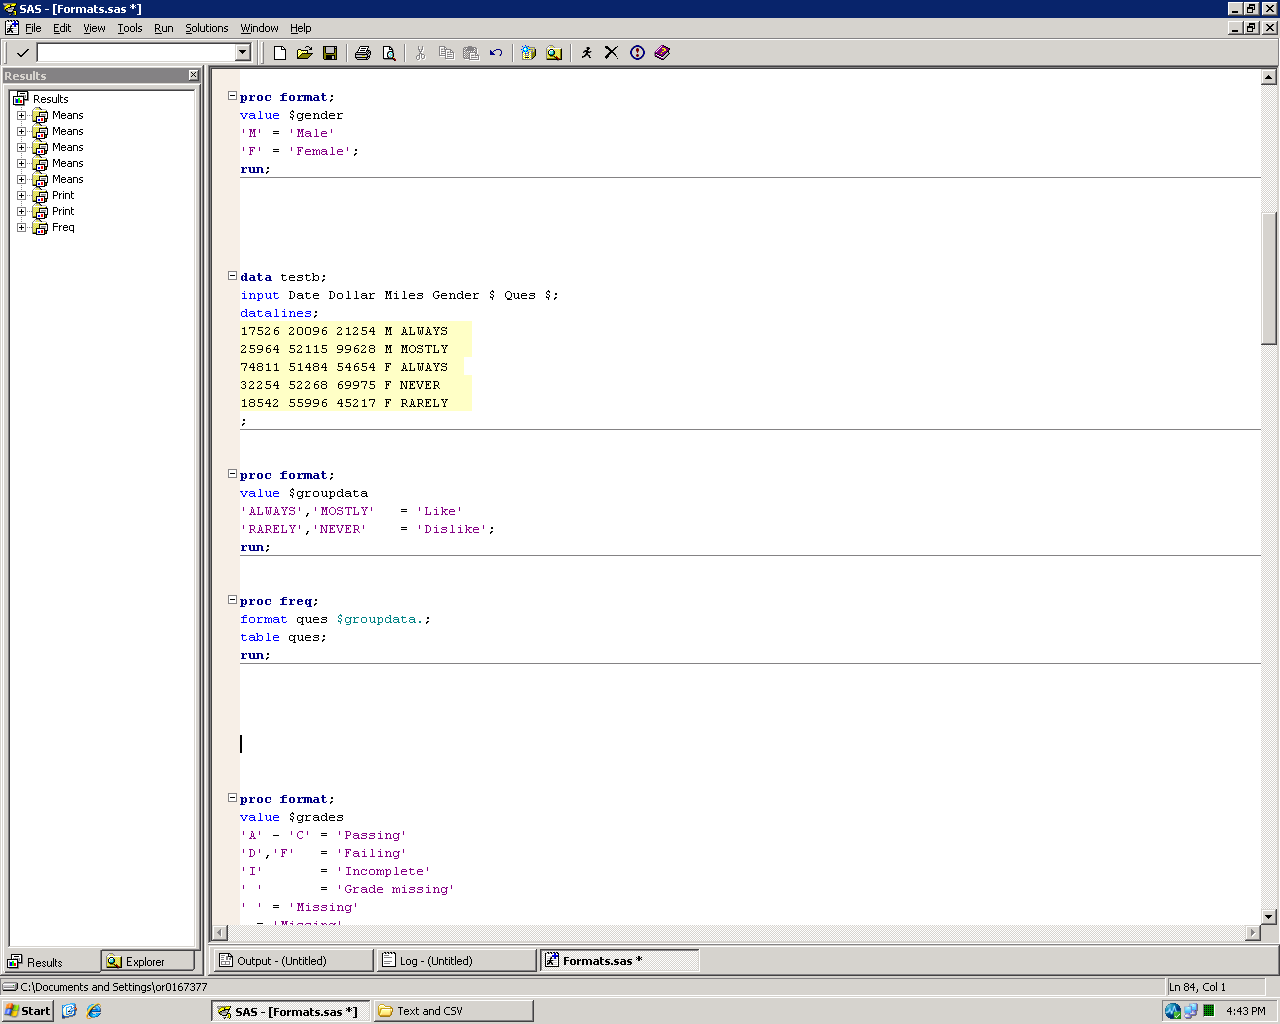 SAS - [Formats.sas *]
File Edit View Tools Run Solutions Window Help
Results
Results
Means
Means
Means
Means
Means
Print
Print
Freq
proc format;
value $gender
'M' = 'Male'
'F' = 'Female';
run;
data testb;
input Date Dollar Miles Gender $ Ques $;
datalines;
17526 20096 21254 M ALWAYS
25964 52115 99628 M MOSTLY
74811 51484 54654 F ALWAYS
32254 52268 69975 F NEVER
18542 55996 45217 F RARELY
;
proc format;
value $groupdata
'ALWAYS','MOSTLY' = 'Like'
'RARELY','NEVER' = 'Dislike';
run;
proc freq;
format ques $groupdata.;
table ques;
run;
proc format;
value $grades
'A' - 'C' = 'Passing'
'D','F' = 'Failing'
'I' = 'Incomplete'
' ' = 'Grade missing'
' ' = 'Missing'
= 'Missing'
Results Explorer
Output - (Untitled) Log - (Untitled) Formats.sas *
C:\Documents and Settings\or0167377 Ln 84, Col 1
Start SAS - [Formats.sas *] Text and CSV 4:43 PM